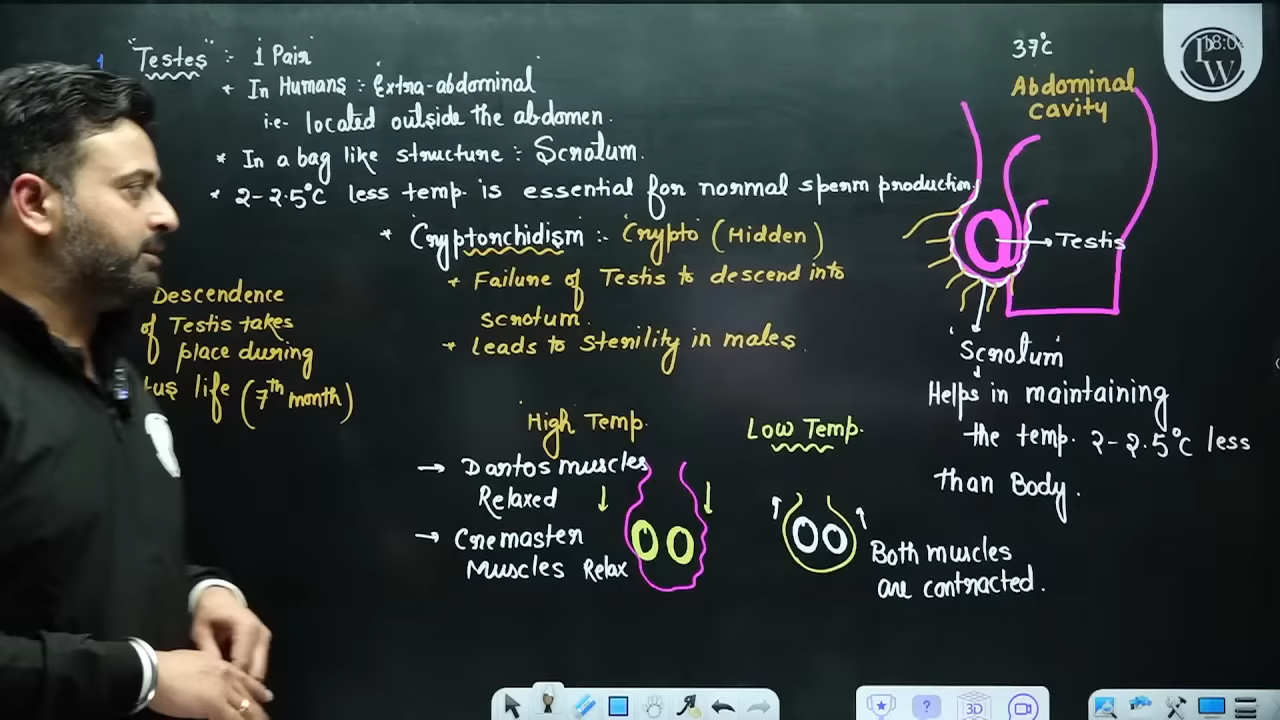 "Testes" :- 1 Pair
* In Humans : Extra-abdominal
i.e- located outside the abdomen.
* In a bag like structure : Scrotum.
* 2-2.5°C less temp. is essential for normal sperm production.
* Cryptorchidism :- Crypto (Hidden)
* Failure of Testis to descend into
scrotum.
* Leads to Sterility in males.
Descendence
of Testis takes
place during
tus life (7th month)
High Temp.
→ Dartos muscles
Relaxed
→ Cremaster
Muscles Relax
Low Temp.
Both muscles
are contracted.
37°C
Abdominal
cavity
Testis
'Scrotum'
Helps in maintaining
the temp. 2-2.5°C less
than Body.
W
?
3D